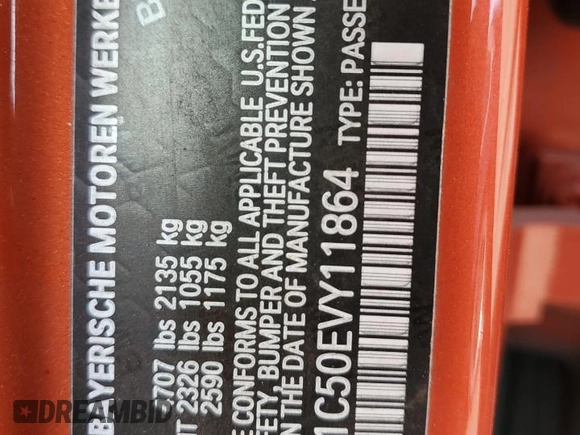 BAYERISCHE MOTOREN WERKE
B
707 lbs 2135 kg
T 2326 lbs 1055 kg
2590 lbs 1175 kg
E CONFORMS TO ALL APPLICABLE U.S.FED
FETY, BUMPER AND THEFT PREVENTION
N THE DATE OF MANUFACTURE SHOWN
1C50EVY11864 TYPE: PASSE
DREAMBID